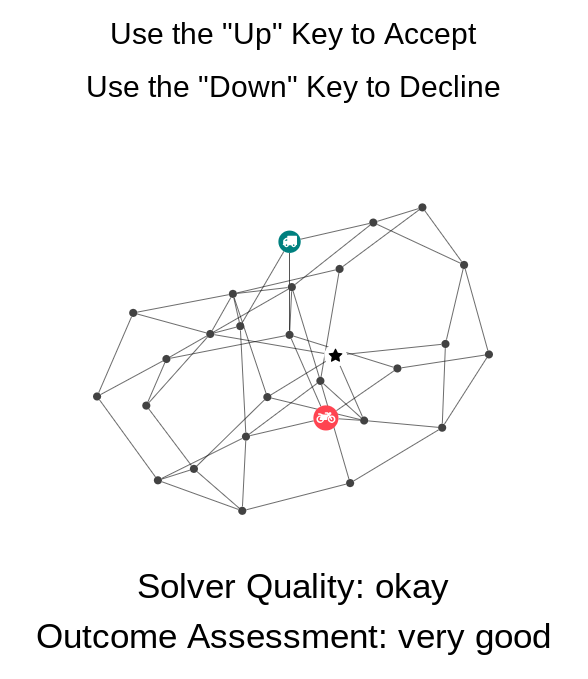 Use the "Up" Key to Accept
Use the "Down" Key to Decline
Solver Quality: okay
Outcome Assessment: very good